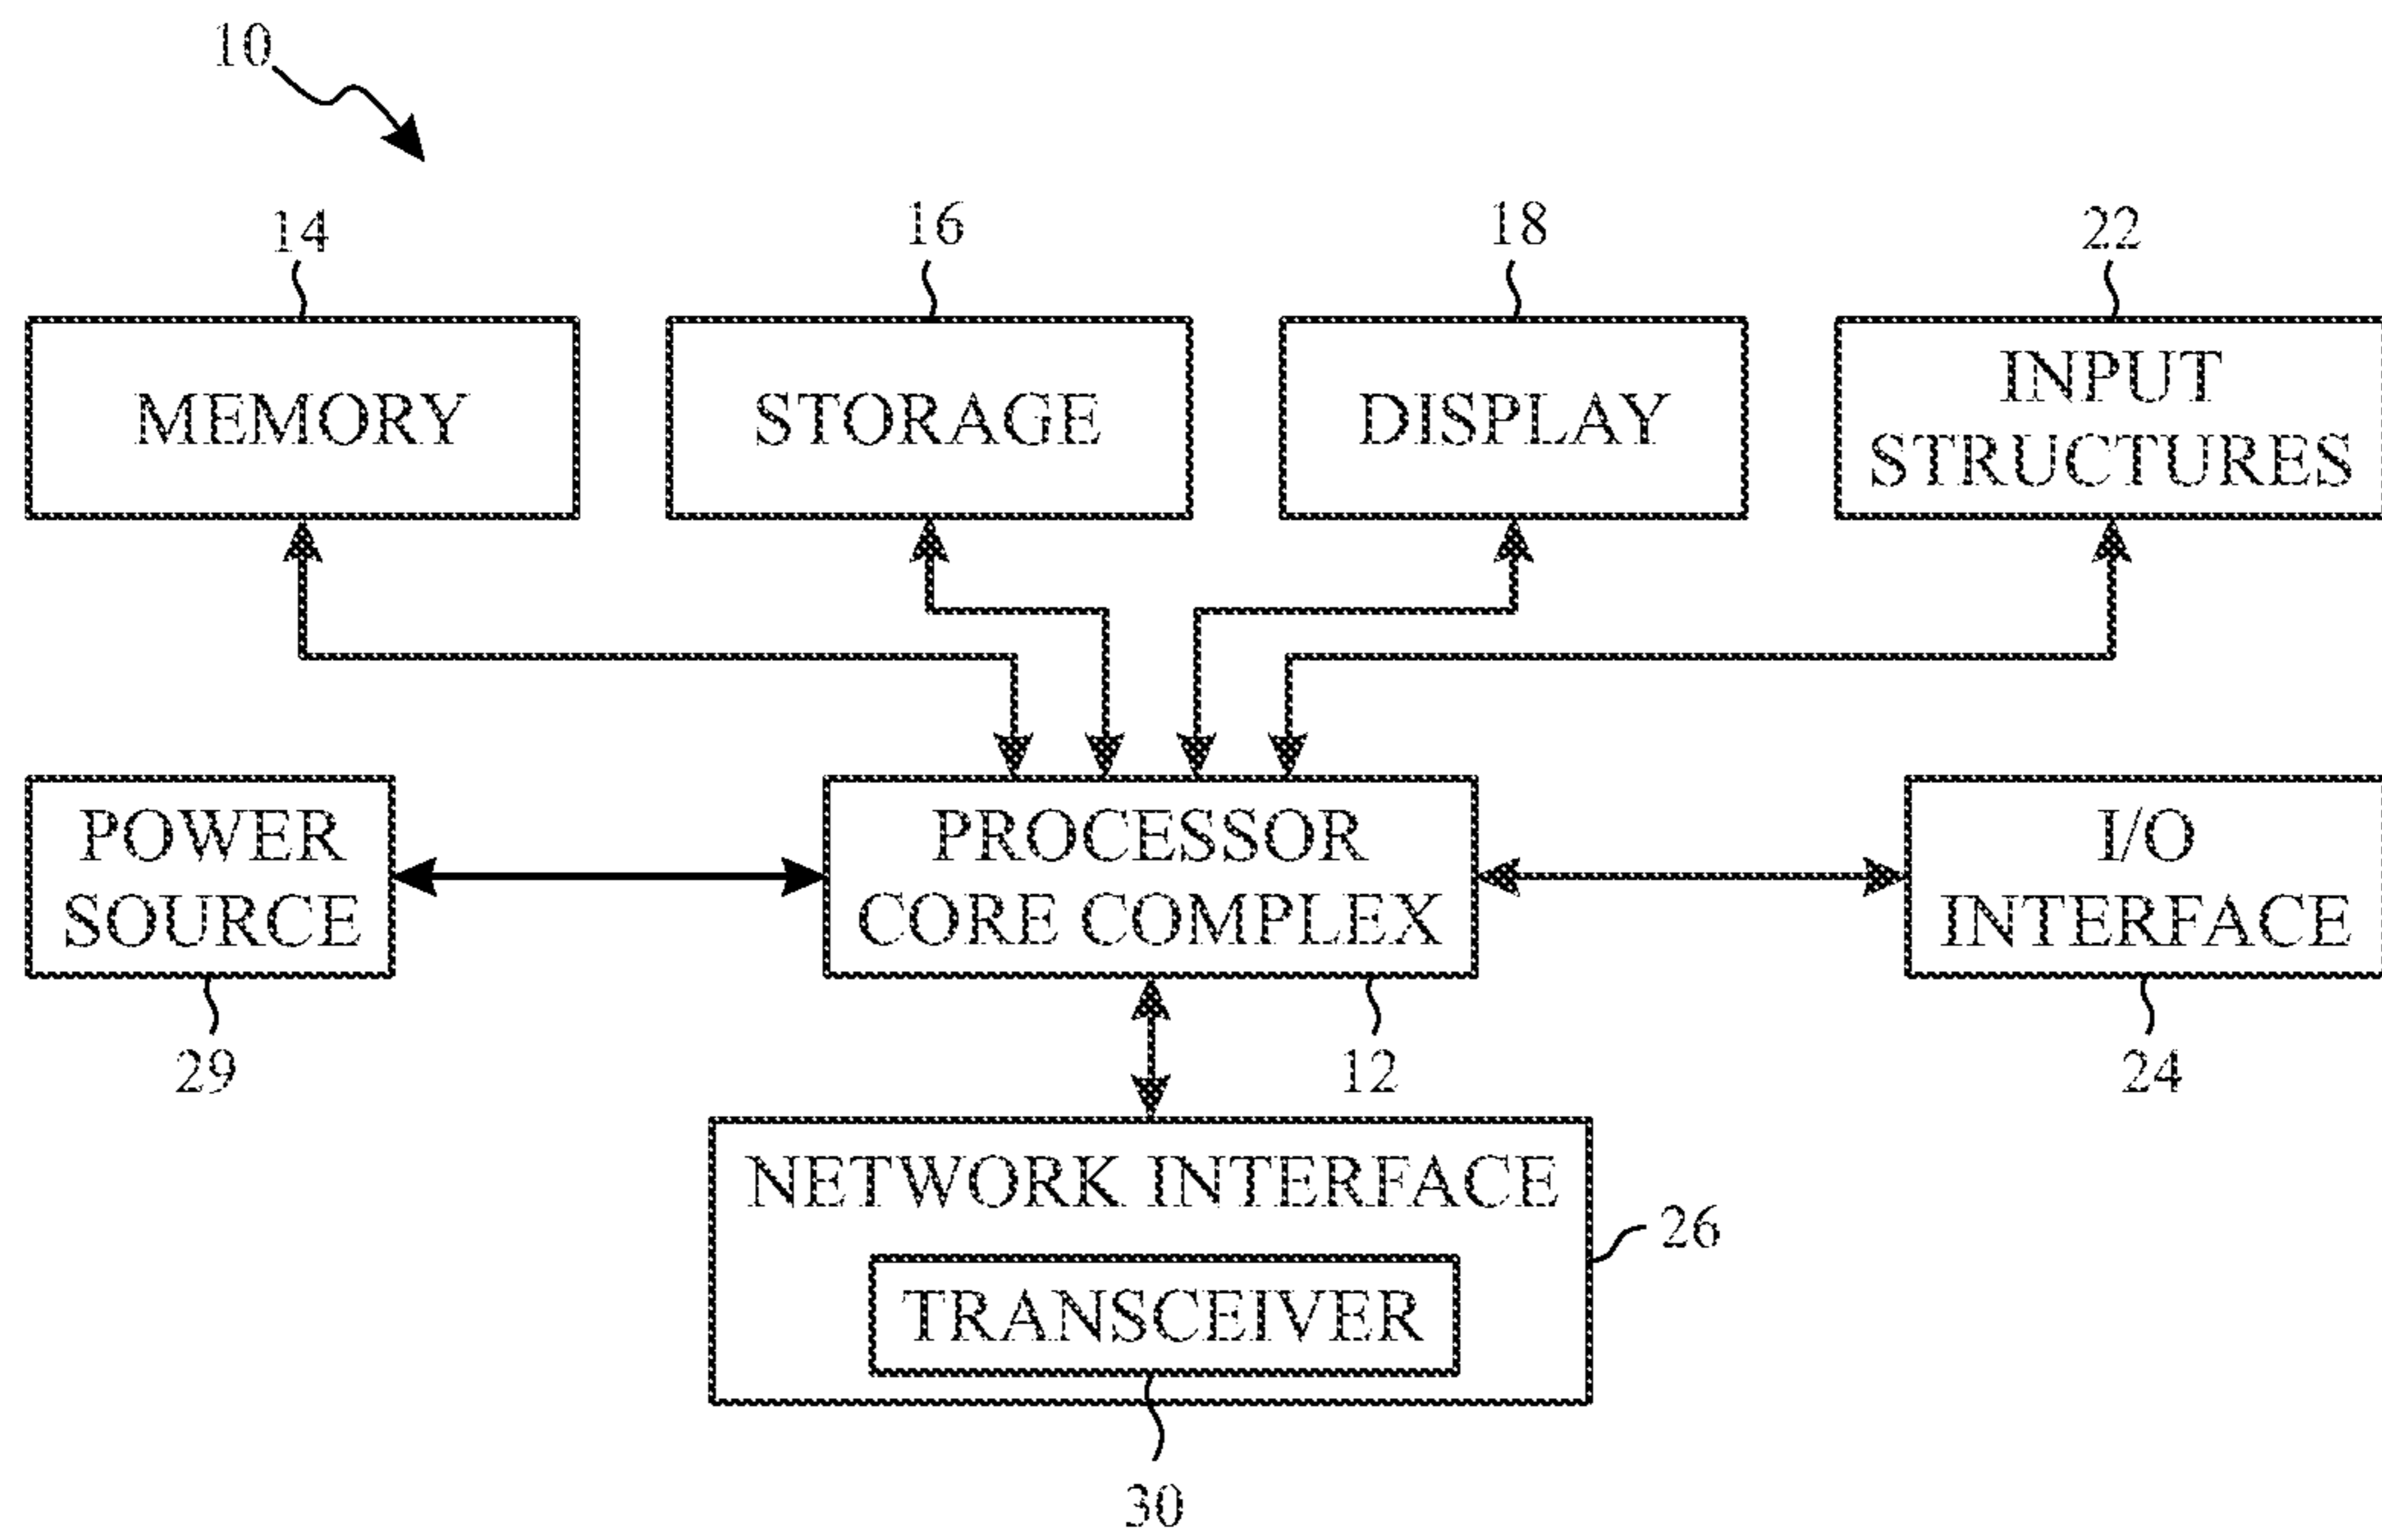 10
14
16
18
22
MEMORY
STORAGE
DISPLAY
INPUT
STRUCTURES
POWER
SOURCE
PROCESSOR
CORE COMPLEX
I/O
INTERFACE
29
12
24
NETWORK INTERFACE
26
TRANSCEIVER
30